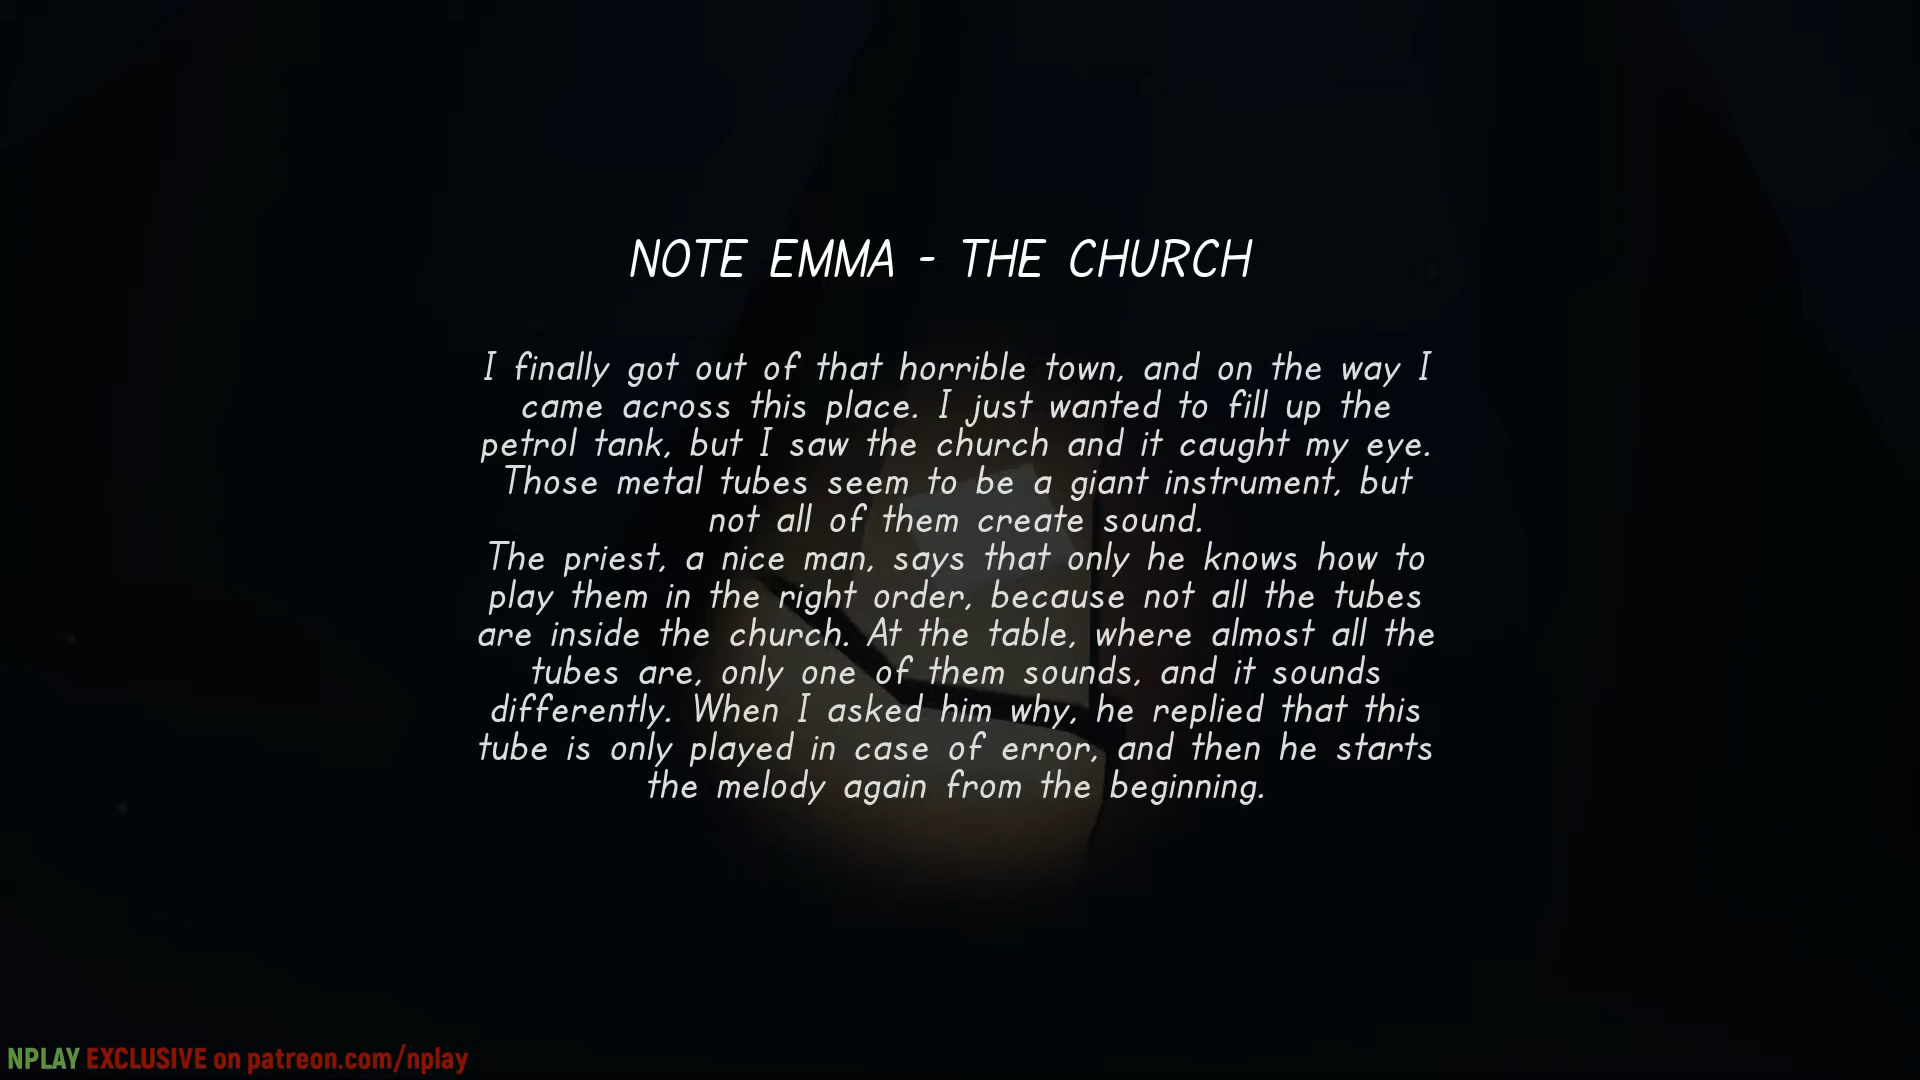 NOTE EMMA - THE CHURCH
I finally got out of that horrible town, and on the way I
came across this place. I just wanted to fill up the
petrol tank, but I saw the church and it caught my eye.
Those metal tubes seem to be a giant instrument, but
not all of them create sound.
The priest, a nice man, says that only he knows how to
play them in the right order, because not all the tubes
are inside the church. At the table, where almost all the
tubes are, only one of them sounds, and it sounds
differently. When I asked him why, he replied that this
tube is only played in case of error, and then he starts
the melody again from the beginning.
NPLAY EXCLUSIVE on patreon.com/nplay